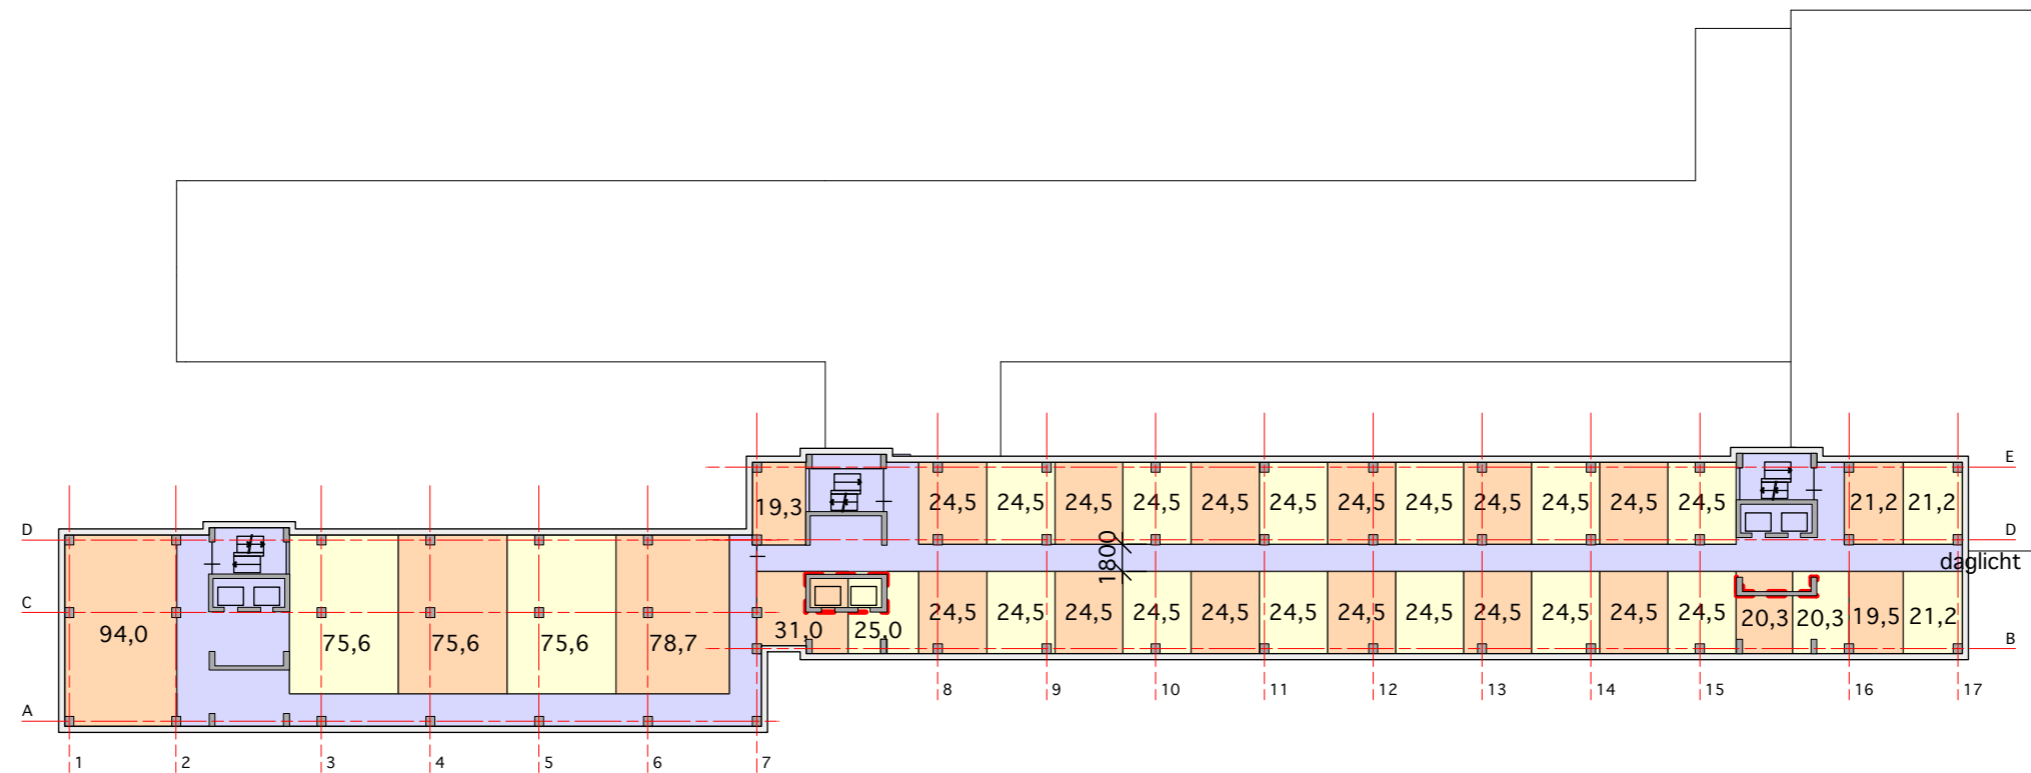 E
19,3 24,5 24,5 24,5 24,5 24,5 24,5 24,5 24,5 24,5 24,5 24,5 24,5 21,2 21,2
D D
1800
daglicht
C
94,0 75,6 75,6 75,6 78,7 31,0 25,0 24,5 24,5 24,5 24,5 24,5 24,5 24,5 24,5 24,5 24,5 24,5 24,5 20,3 20,3 19,5 21,2
B
8 9 10 11 12 13 14 15 16 17
A
1 2 3 4 5 6 7